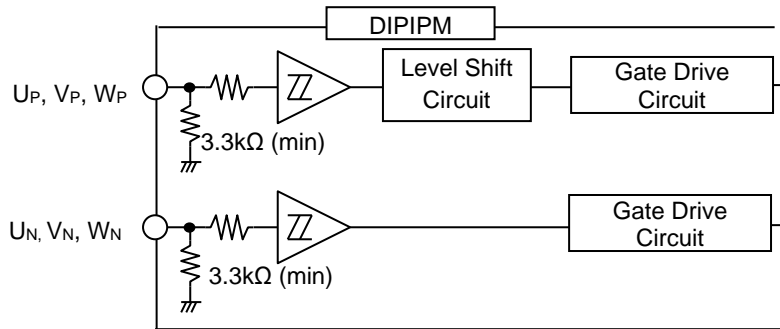 DIPIPM
UP, VP, WP
Level Shift
Circuit
Gate Drive
Circuit
3.3kΩ (min)
UN, VN, WN
Gate Drive
Circuit
3.3kΩ (min)